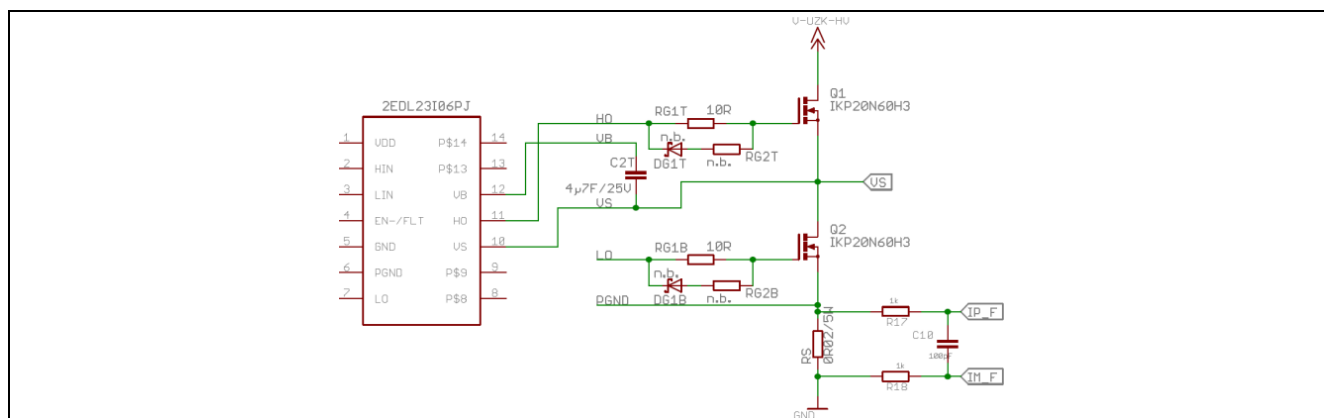 V-UZK-HV
2EDL23I06PJ
Q1
IKP20N60H3
RG1T 10R
HO
n.b.
VB
DG1T
RG2T
n.b.
C2T
4µ7F/25V
VS
VS
1 VDD P$14 14
2 HIN P$13 13
3 LIN VB 12
4 EN-/FLT HO 11
5 GND VS 10
6 PGND P$9 9
7 LO P$8 8
Q2
IKP20N60H3
RG1B 10R
LO
n.b.
PGND
DG1B
RG2B
n.b.
RS
0R02/5W
1k
R17
IP_F
C10
100pF
1k
R18
IM_F
GND